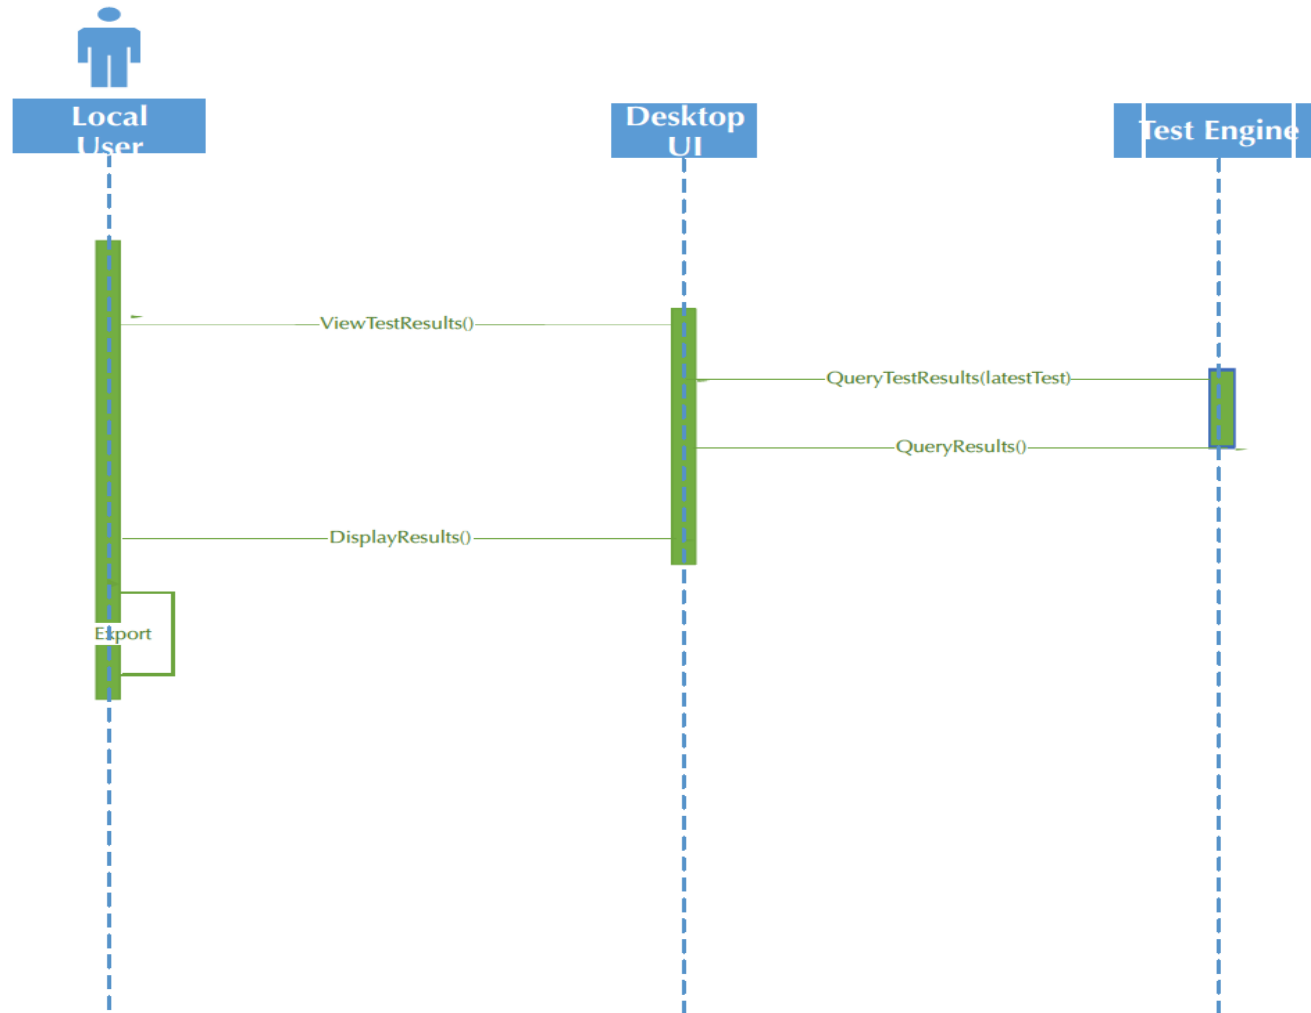 Local
User
Desktop
UI
Test Engine
ViewTestResults()
QueryTestResults(latestTest)
QueryResults()
DisplayResults()
Export